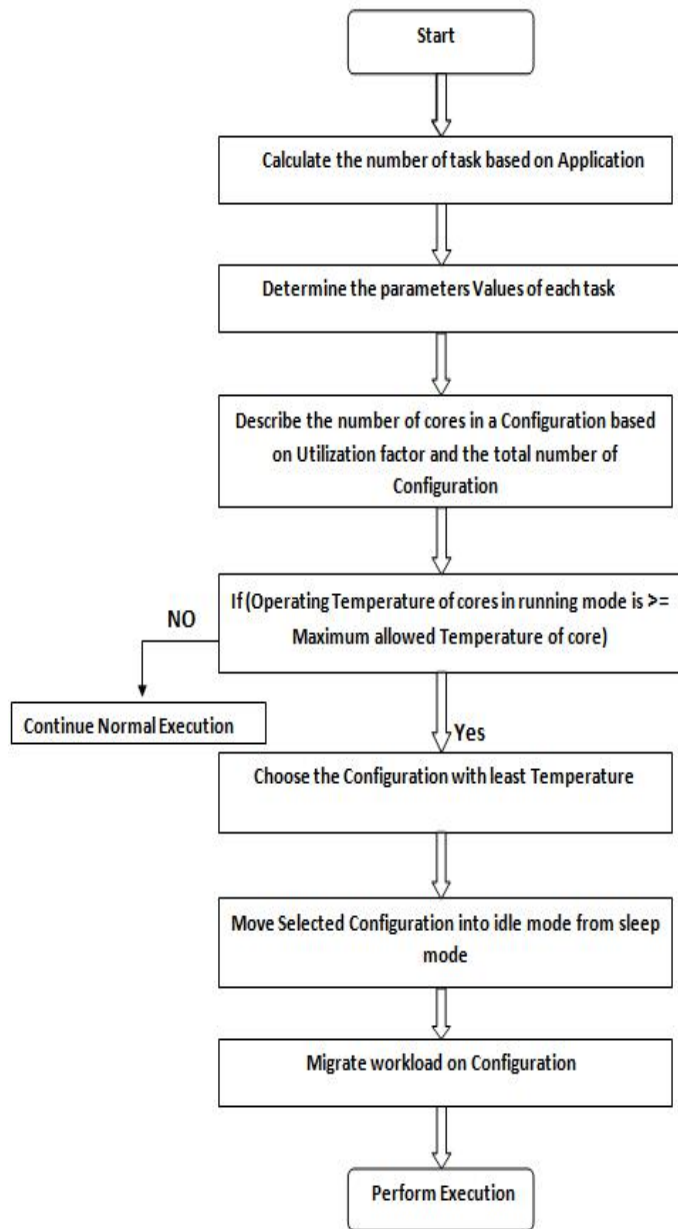 Start
Calculate the number of task based on Application
Determine the parameters Values of each task
Describe the number of cores in a Configuration based
on Utilization factor and the total number of
Configuration
If (Operating Temperature of cores in running mode is >=
Maximum allowed Temperature of core)
NO
Continue Normal Execution
Yes
Choose the Configuration with least Temperature
Move Selected Configuration into idle mode from sleep
mode
Migrate workload on Configuration
Perform Execution